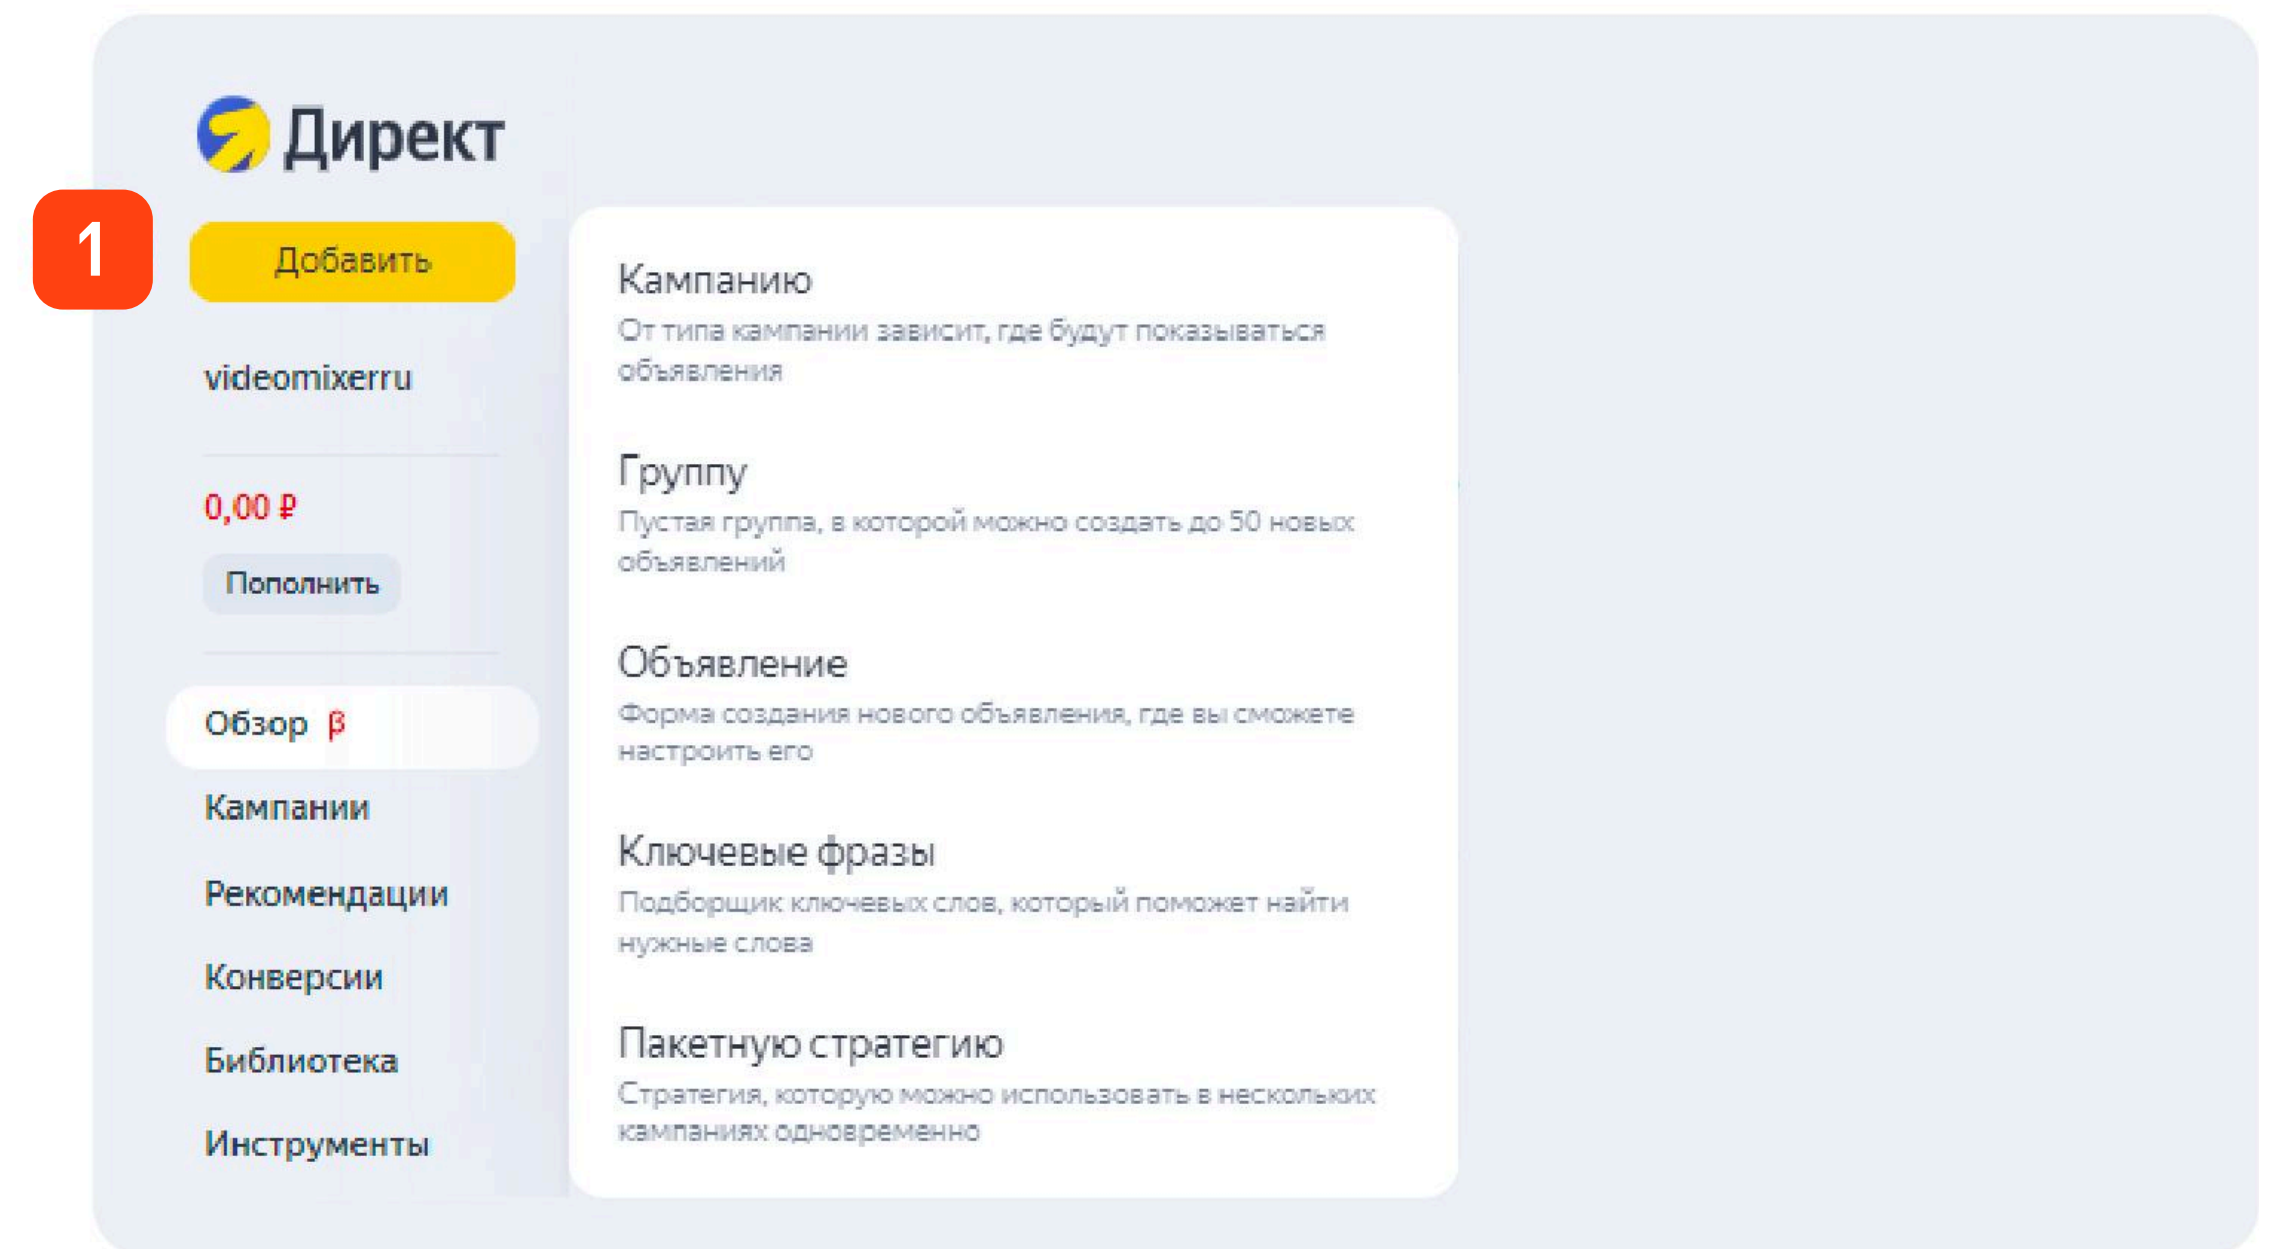 Директ
1
Добавить
videomixerru
0,00 ₽
Пополнить
Обзор β
Кампании
Рекомендации
Конверсии
Библиотека
Инструменты
Кампанию
От типа кампании зависит, где будут показываться
объявления
Группу
Пустая группа, в которой можно создать до 50 новых
объявлений
Объявление
Форма создания нового объявления, где вы сможете
настроить его
Ключевые фразы
Подборщик ключевых слов, который поможет найти
нужные слова
Пакетную стратегию
Стратегия, которую можно использовать в нескольких
кампаниях одновременно